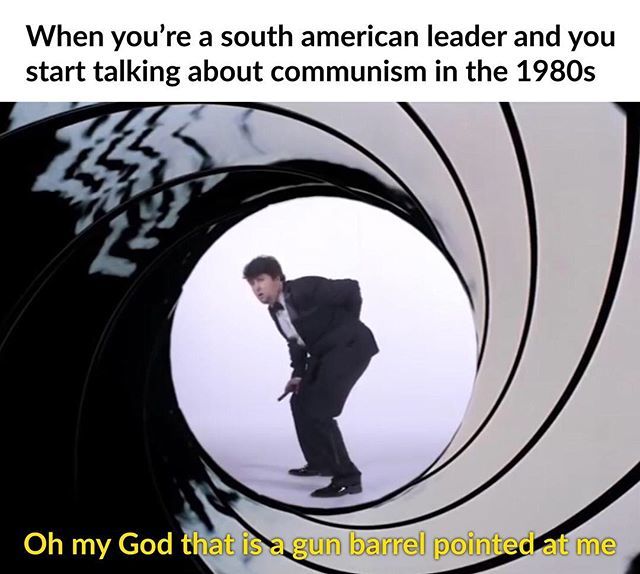 When you’re a south american leader and you
start talking about communism in the 1980s
Oh my God that is a gun barrel pointed at me